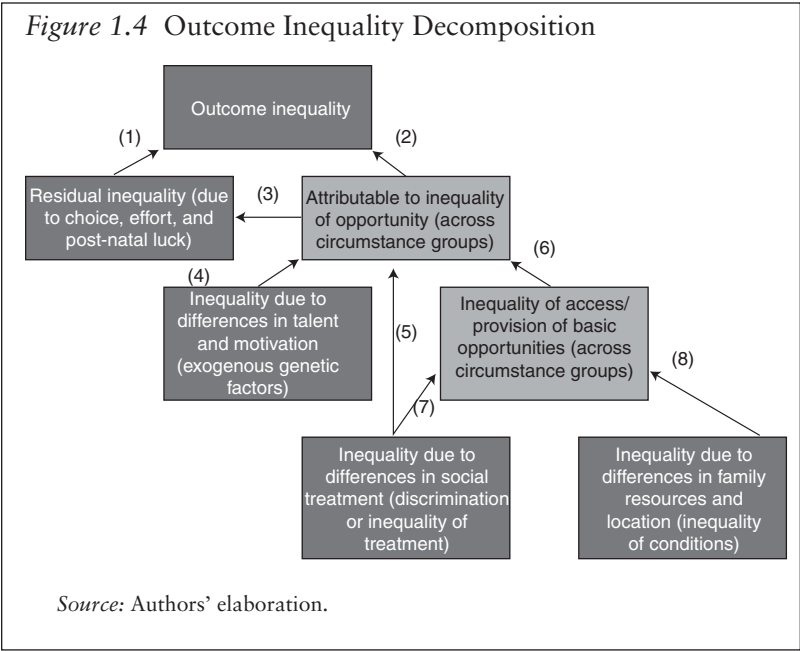 Figure 1.4 Outcome Inequality Decomposition
Outcome inequality
(1)
(2)
Residual inequality (due
to choice, effort, and
post-natal luck)
(3)
Attributable to inequality
of opportunity (across
circumstance groups)
(4)
(6)
Inequality due to
differences in talent
and motivation
(exogenous genetic
factors)
(5)
Inequality of access/
provision of basic
opportunities (across
circumstance groups)
(7)
(8)
Inequality due to
differences in social
treatment (discrimination
or inequality of
treatment)
Inequality due to
differences in family
resources and
location (inequality
of conditions)
Source: Authors’ elaboration.